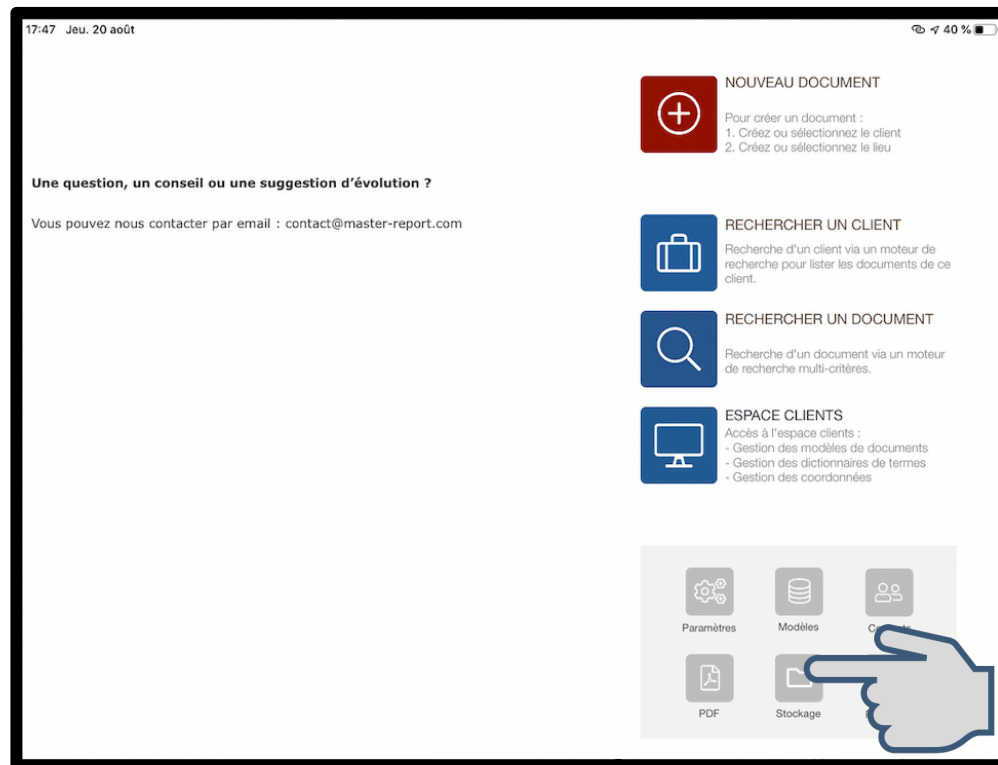 17:47 Jeu. 20 août
40 %
Une question, un conseil ou une suggestion d'évolution ?
Vous pouvez nous contacter par email : contact@master-report.com
NOUVEAU DOCUMENT
Pour créer un document :
1. Créez ou sélectionnez le client
2. Créez ou sélectionnez le lieu
RECHERCHER UN CLIENT
Recherche d'un client via un moteur de
recherche pour lister les documents de ce
client.
RECHERCHER UN DOCUMENT
Recherche d'un document via un moteur
de recherche multi-critères.
ESPACE CLIENTS
Accès à l'espace clients :
- Gestion des modèles de documents
- Gestion des dictionnaires de termes
- Gestion des coordonnées
Paramètres Modèles
PDF Stockage